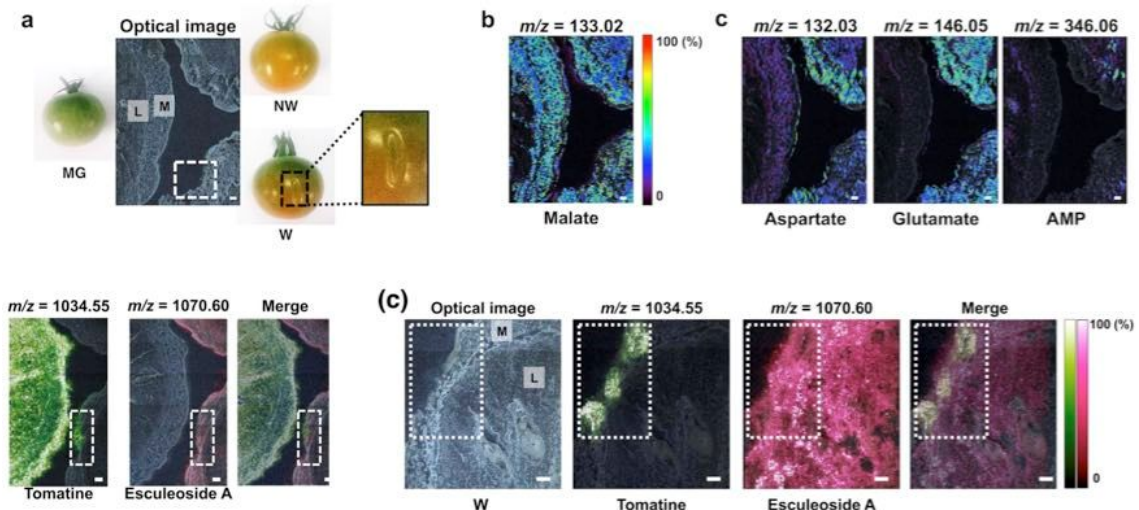 a
Optical image
L
M
MG
NW
W
b
m/z = 133.02
100 (%)
0
Malate
c
m/z = 132.03 m/z = 146.05 m/z = 346.06
Aspartate Glutamate AMP
m/z = 1034.55 m/z = 1070.60 Merge
Tomatine Esculeoside A
(c)
Optical image m/z = 1034.55 m/z = 1070.60 Merge
M
L
100 (%)
0
W Tomatine Esculeoside A